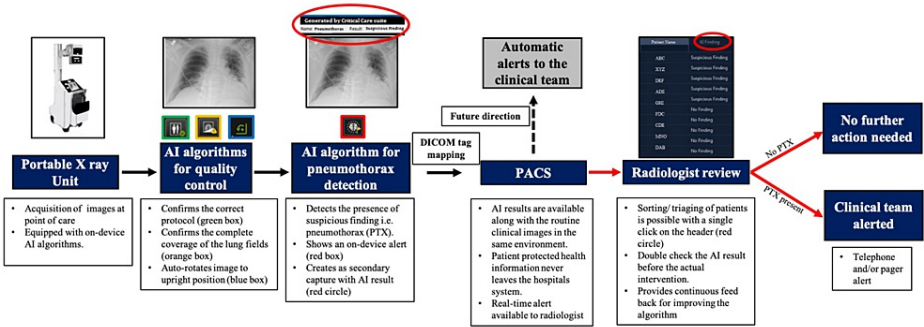 Generated by Critical Care suite
Name: Pneumothorax Result: Suspicious Finding
Automatic
alerts to the
clinical team
Future direction
DICOM tag
mapping
Patient Name AI Finding
ABC Suspicious Finding
XYZ Suspicious Finding
DEF Suspicious Finding
ADE Suspicious Finding
GHE Suspicious Finding
FDC No Finding
CDE No Finding
MNO No Finding
DAB No Finding
Portable X ray
Unit
AI algorithms
for quality control
AI algorithm for
pneumothorax
detection
PACS
Radiologist review
No PTX
PTX present
No further
action needed
Clinical team
alerted
• Acquisition of images at
point of care
• Equipped with on-device
AI algorithms.
• Confirms the correct
protocol (green box)
• Confirms the complete
coverage of the lung fields
(orange box)
• Auto-rotates image to
upright position (blue box)
• Detects the presence of
suspicious finding i.e.
pneumothorax (PTX).
• Shows an on-device alert
(red box)
• Creates as secondary
capture with AI result
(red circle)
• AI results are available
along with the routine
clinical images in the
same environment.
• Patient protected health
information never
leaves the hospitals
system.
• Real-time alert
available to radiologist
• Sorting/ triaging of patients
is possible with a single
click on the header (red
circle)
• Double check the AI result
before the actual
intervention.
• Provides continuous feed
back for improving the
algorithm
• Telephone
and/or pager
alert